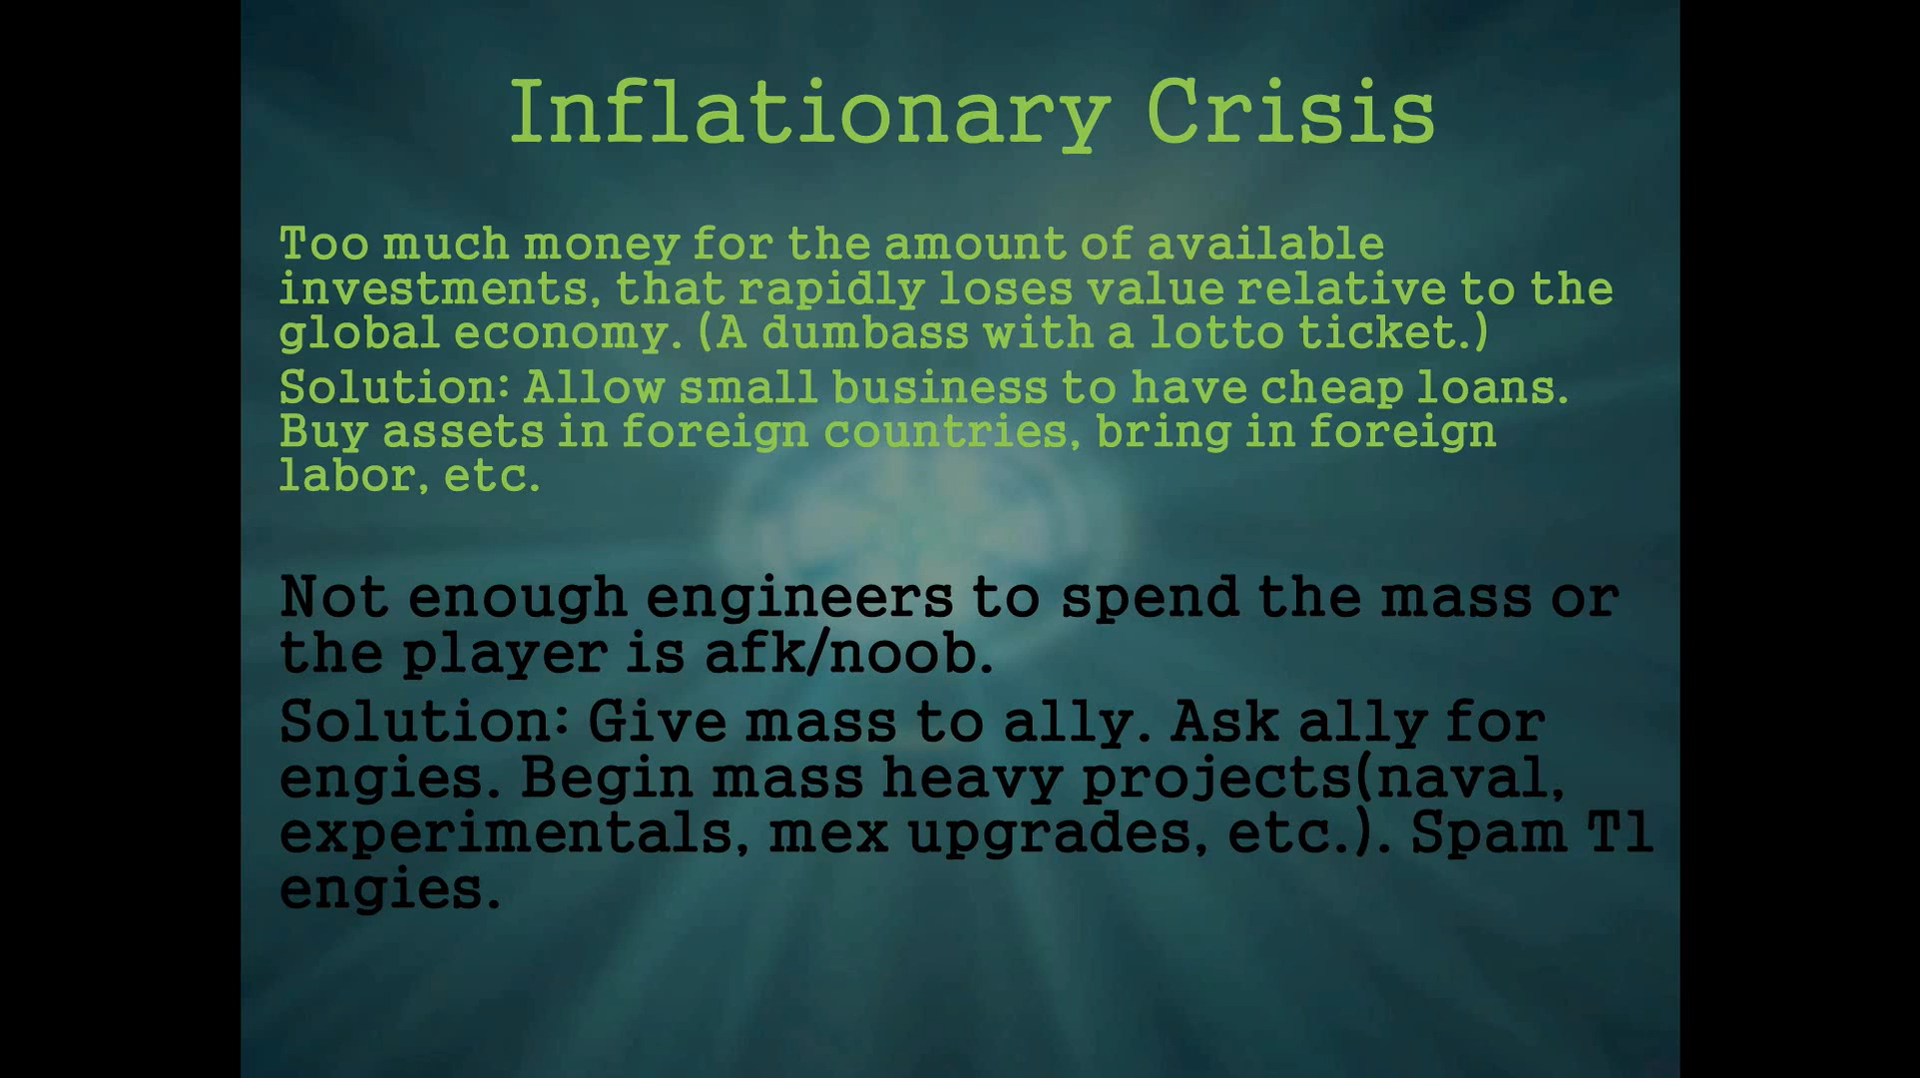 Inflationary Crisis
Too much money for the amount of available
investments, that rapidly loses value relative to the
global economy. (A dumbass with a lotto ticket.)
Solution: Allow small business to have cheap loans.
Buy assets in foreign countries, bring in foreign
labor, etc.
Not enough engineers to spend the mass or
the player is afk/noob.
Solution: Give mass to ally. Ask ally for
engies. Begin mass heavy projects(naval,
experimentals, mex upgrades, etc.). Spam T1
engies.